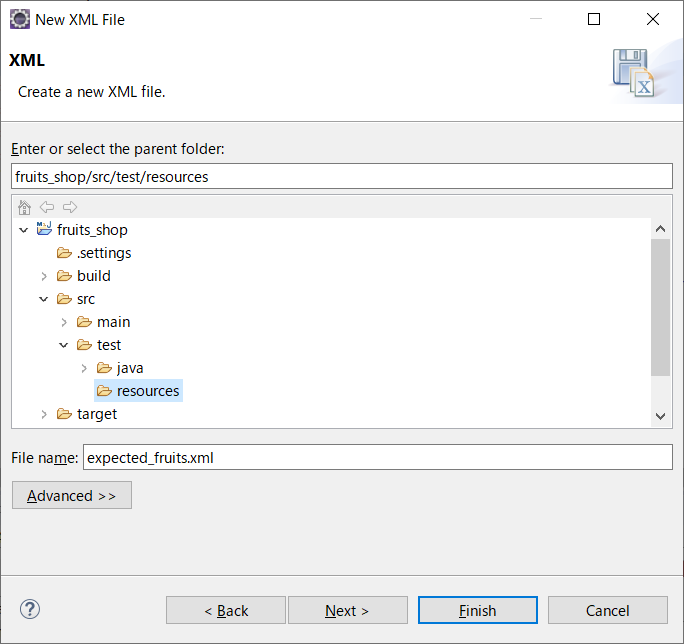 New XML File
XML
Create a new XML file.
Enter or select the parent folder:
fruits_shop/src/test/resources
fruits_shop
.settings
build
src
main
test
java
resources
target
File name: expected_fruits.xml
Advanced >>
< Back Next > Finish Cancel